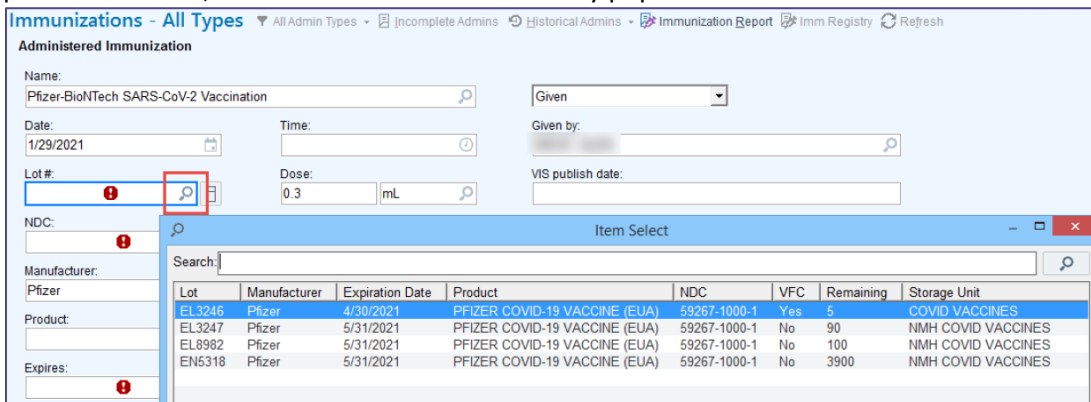 Immunizations - All Types All Admin Types Incomplete Admins Historical Admins Immunization Report Imm Registry Refresh
Administered Immunization
Name:
Pfizer-BioNTech SARS-CoV-2 Vaccination Given
Date: Time: Given by:
1/29/2021
Lot #: Dose: VIS publish date:
0.3 mL
NDC:
Item Select
Search:
Manufacturer:
Pfizer
Lot Manufacturer Expiration Date Product NDC VFC Remaining Storage Unit
EL3246 Pfizer 4/30/2021 PFIZER COVID-19 VACCINE (EUA) 59267-1000-1 Yes 5 COVID VACCINES
Product:
EL3247 Pfizer 5/31/2021 PFIZER COVID-19 VACCINE (EUA) 59267-1000-1 No 90 NMH COVID VACCINES
EL8982 Pfizer 5/31/2021 PFIZER COVID-19 VACCINE (EUA) 59267-1000-1 No 100 NMH COVID VACCINES
EN5318 Pfizer 5/31/2021 PFIZER COVID-19 VACCINE (EUA) 59267-1000-1 No 3900 NMH COVID VACCINES
Expires: